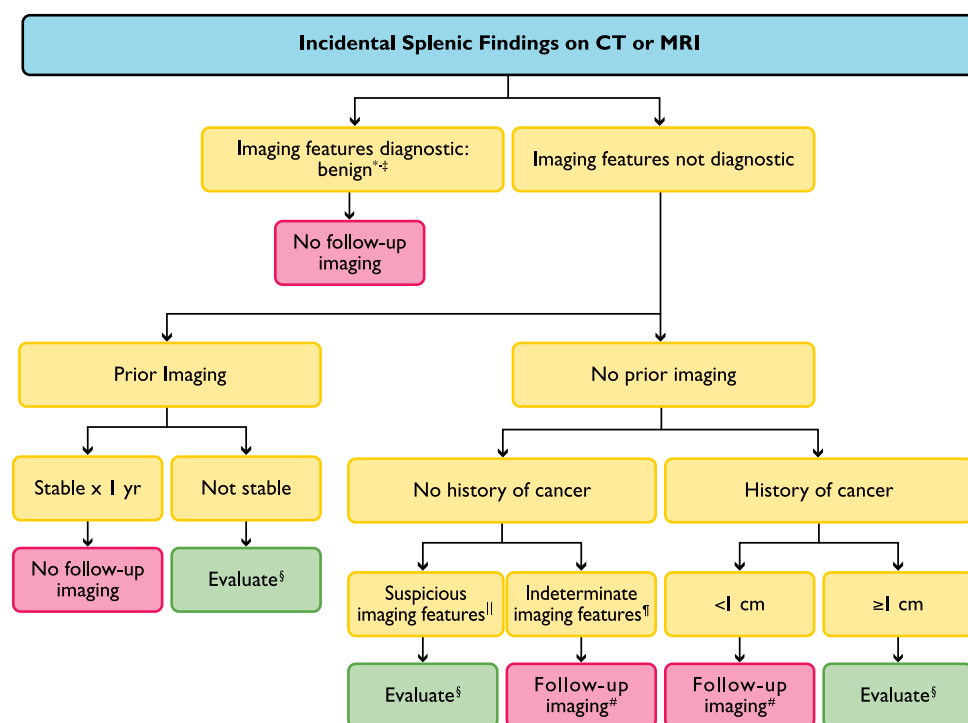 Incidental Splenic Findings on CT or MRI
Imaging features diagnostic:
benign*-‡
Imaging features not diagnostic
No follow-up
imaging
Prior Imaging
No prior imaging
Stable x 1 yr
Not stable
No history of cancer
History of cancer
No follow-up
imaging
Evaluate§
Suspicious
imaging features||
Indeterminate
imaging features¶
<1 cm
≥1 cm
Evaluate§
Follow-up
imaging#
Follow-up
imaging#
Evaluate§